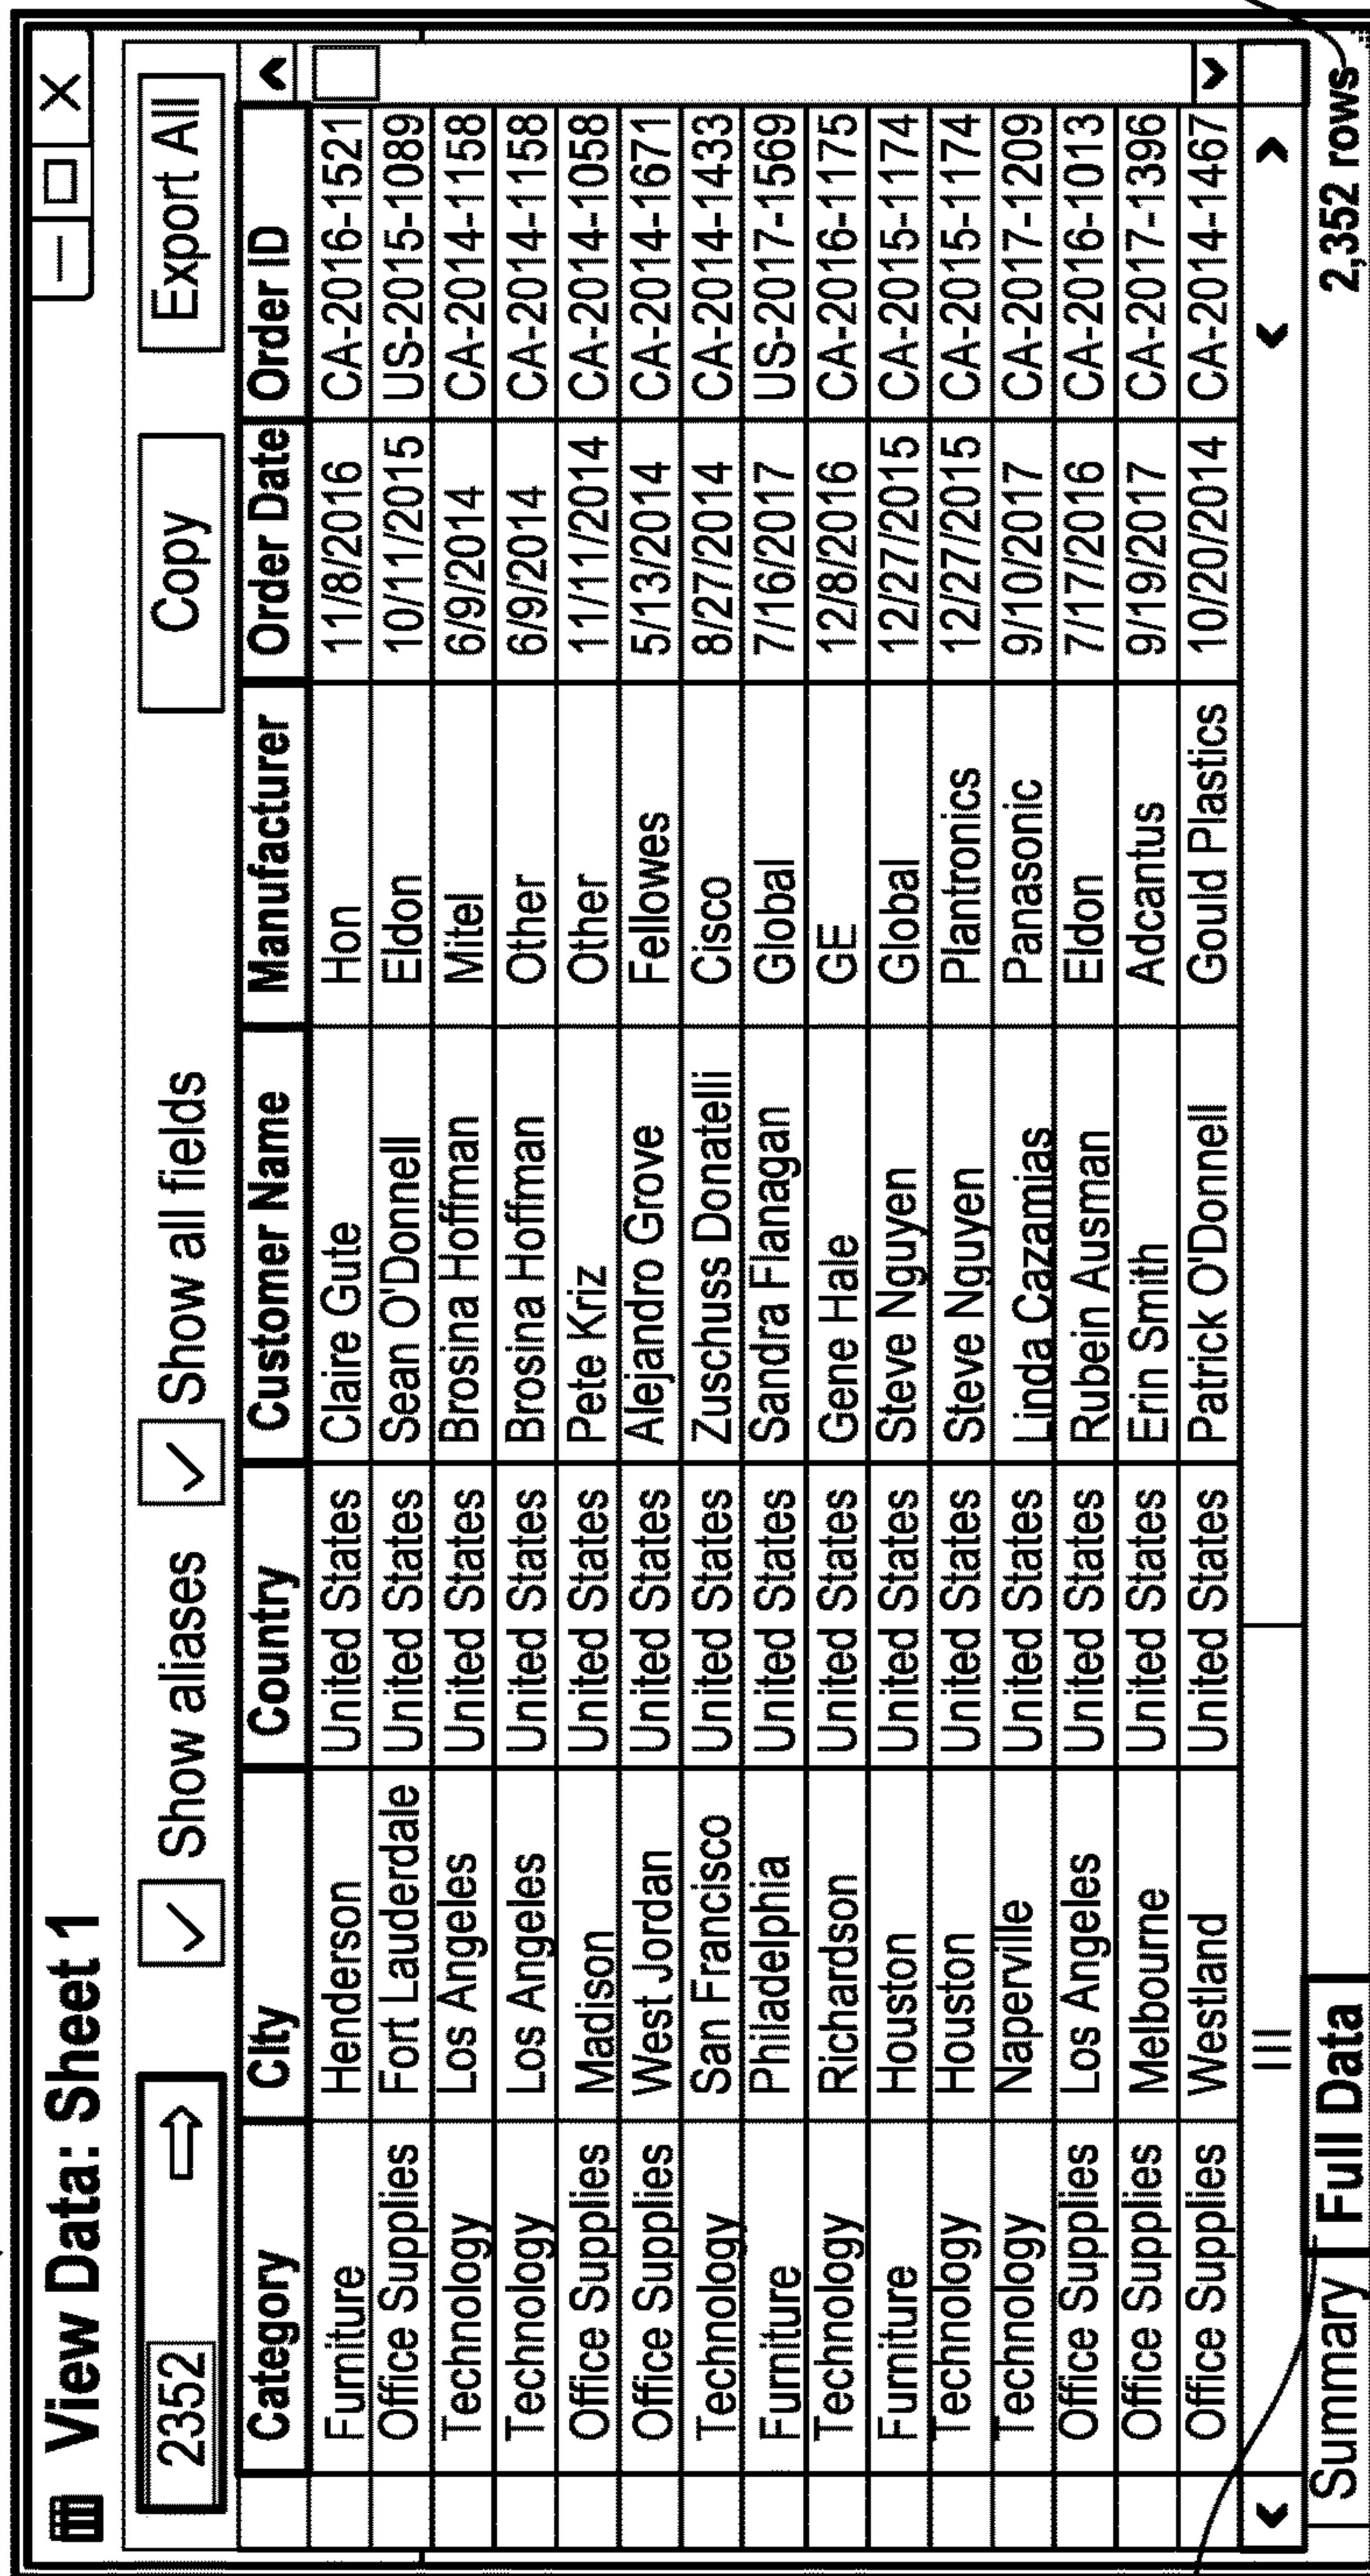 View Data: Sheet 1
2352 Show aliases Show all fields Copy Export All
Category CIty Country Customer Name Manufacturer Order Date Order ID
Furniture Henderson United States Claire Gute Hon 11/8/2016 CA-2016-1521
Office Supplies Fort Lauderdale United States Sean O'Donnell Eldon 10/11/2015 US-2015-1089
Technology Los Angeles United States Brosina Hoffman Mitel 6/9/2014 CA-2014-1158
Technology Los Angeles United States Brosina Hoffman Other 6/9/2014 CA-2014-1158
Office Supplies Madison United States Pete Kriz Other 11/11/2014 CA-2014-1058
Office Supplies West Jordan United States Alejandro Grove Fellowes 5/13/2014 CA-2014-1671
Technology San Francisco United States Zuschuss Donatelli Cisco 8/27/2014 CA-2014-1433
Furniture Philadelphia United States Sandra Flanagan Global 7/16/2017 US-2017-1569
Technology Richardson United States Gene Hale GE 12/8/2016 CA-2016-1175
Furniture Houston United States Steve Nguyen Global 12/27/2015 CA-2015-1174
Technology Houston United States Steve Nguyen Plantronics 12/27/2015 CA-2015-1174
Technology Naperville United States Linda Cazamias Panasonic 9/10/2017 CA-2017-1209
Office Supplies Los Angeles United States Rubein Ausman Eldon 7/17/2016 CA-2016-1013
Office Supplies Melbourne United States Erin Smith Adcantus 9/19/2017 CA-2017-1396
Office Supplies Westland United States Patrick O'Donnell Gould Plastics 10/20/2014 CA-2014-1467
Summary Full Data 2,352 rows